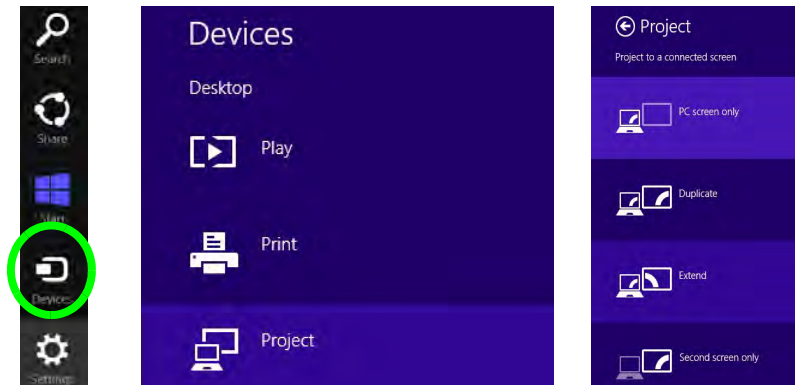 Search
Share
Start
Devices
Settings
Devices
Desktop
Play
Print
Project
Project
Project to a connected screen
PC screen only
Duplicate
Extend
Second screen only